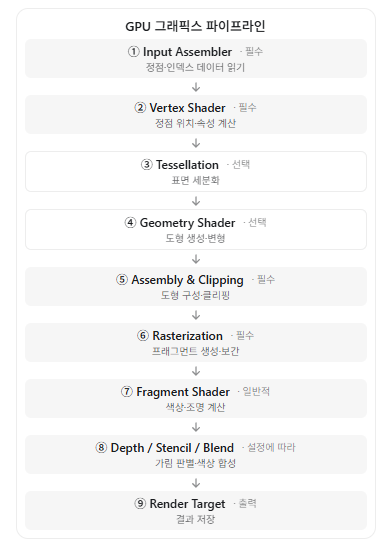 GPU 그래픽스 파이프라인
① Input Assembler · 필수
정점·인덱스 데이터 읽기
↓
② Vertex Shader · 필수
정점 위치·속성 계산
↓
③ Tessellation · 선택
표면 세분화
↓
④ Geometry Shader · 선택
도형 생성·변형
↓
⑤ Assembly & Clipping · 필수
도형 구성·클리핑
↓
⑥ Rasterization · 필수
프래그먼트 생성·보간
↓
⑦ Fragment Shader · 일반적
색상·조명 계산
↓
⑧ Depth / Stencil / Blend · 설정에 따라
가림 판별·색상 합성
↓
⑨ Render Target · 출력
결과 저장